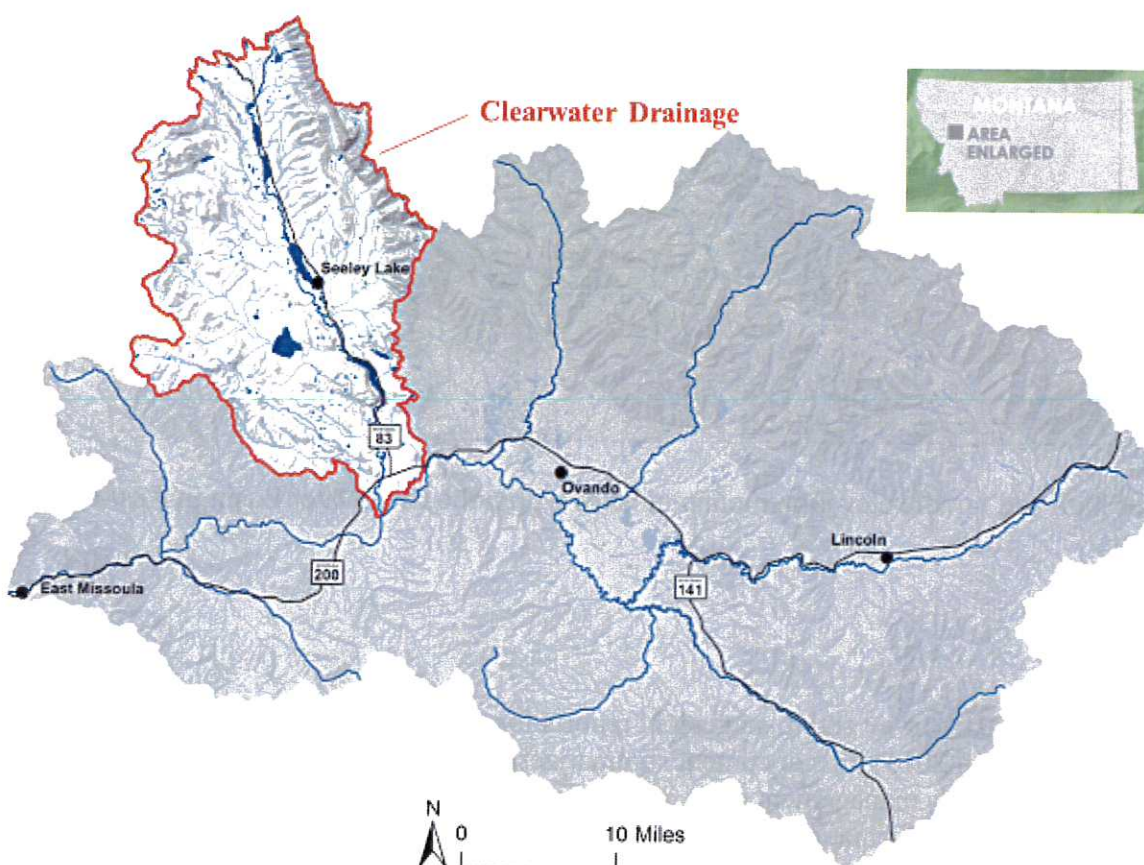 Clearwater Drainage
MONTANA
AREA
ENLARGED
Seeley Lake
83
Ovando
Lincoln
200
141
East Missoula
N
0
10 Miles